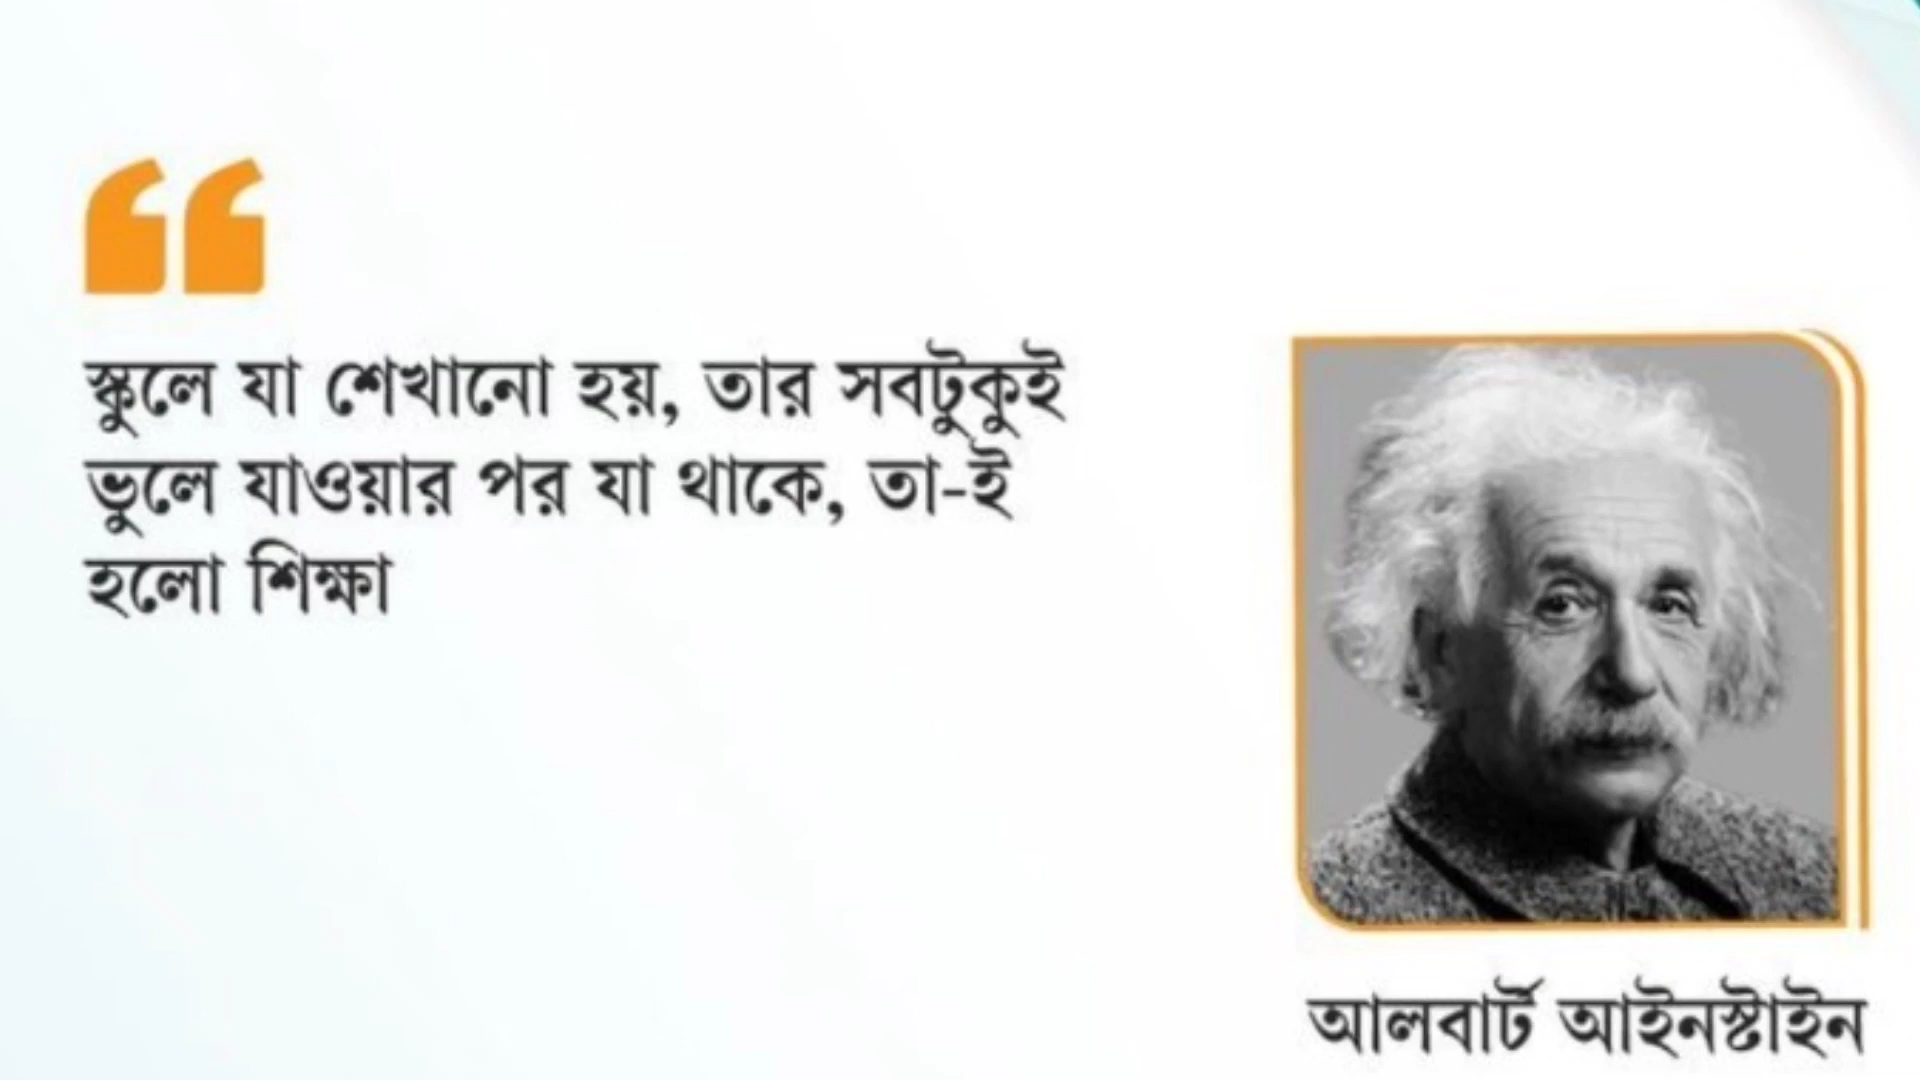 স্কুলে যা শেখানো হয়, তার সবটুকুই
ভুলে যাওয়ার পর যা থাকে, তা-ই
হলো শিক্ষা
আলবার্ট আইনস্টাইন